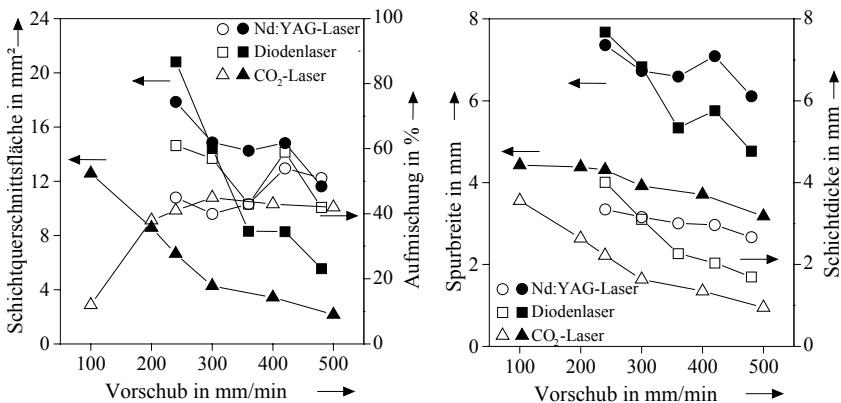 Schichtquerschnittsfläche in mm²
24
20
16
12
8
4
0
100
80
60
40
20
0
Aufmischung in %
Nd:YAG-Laser
Diodenlaser
CO₂-Laser
100 200 300 400 500
Vorschub in mm/min
Spurbreite in mm
8
6
4
2
0
8
6
4
2
0
Schichtdicke in mm
Nd:YAG-Laser
Diodenlaser
CO₂-Laser
100 200 300 400 500
Vorschub in mm/min